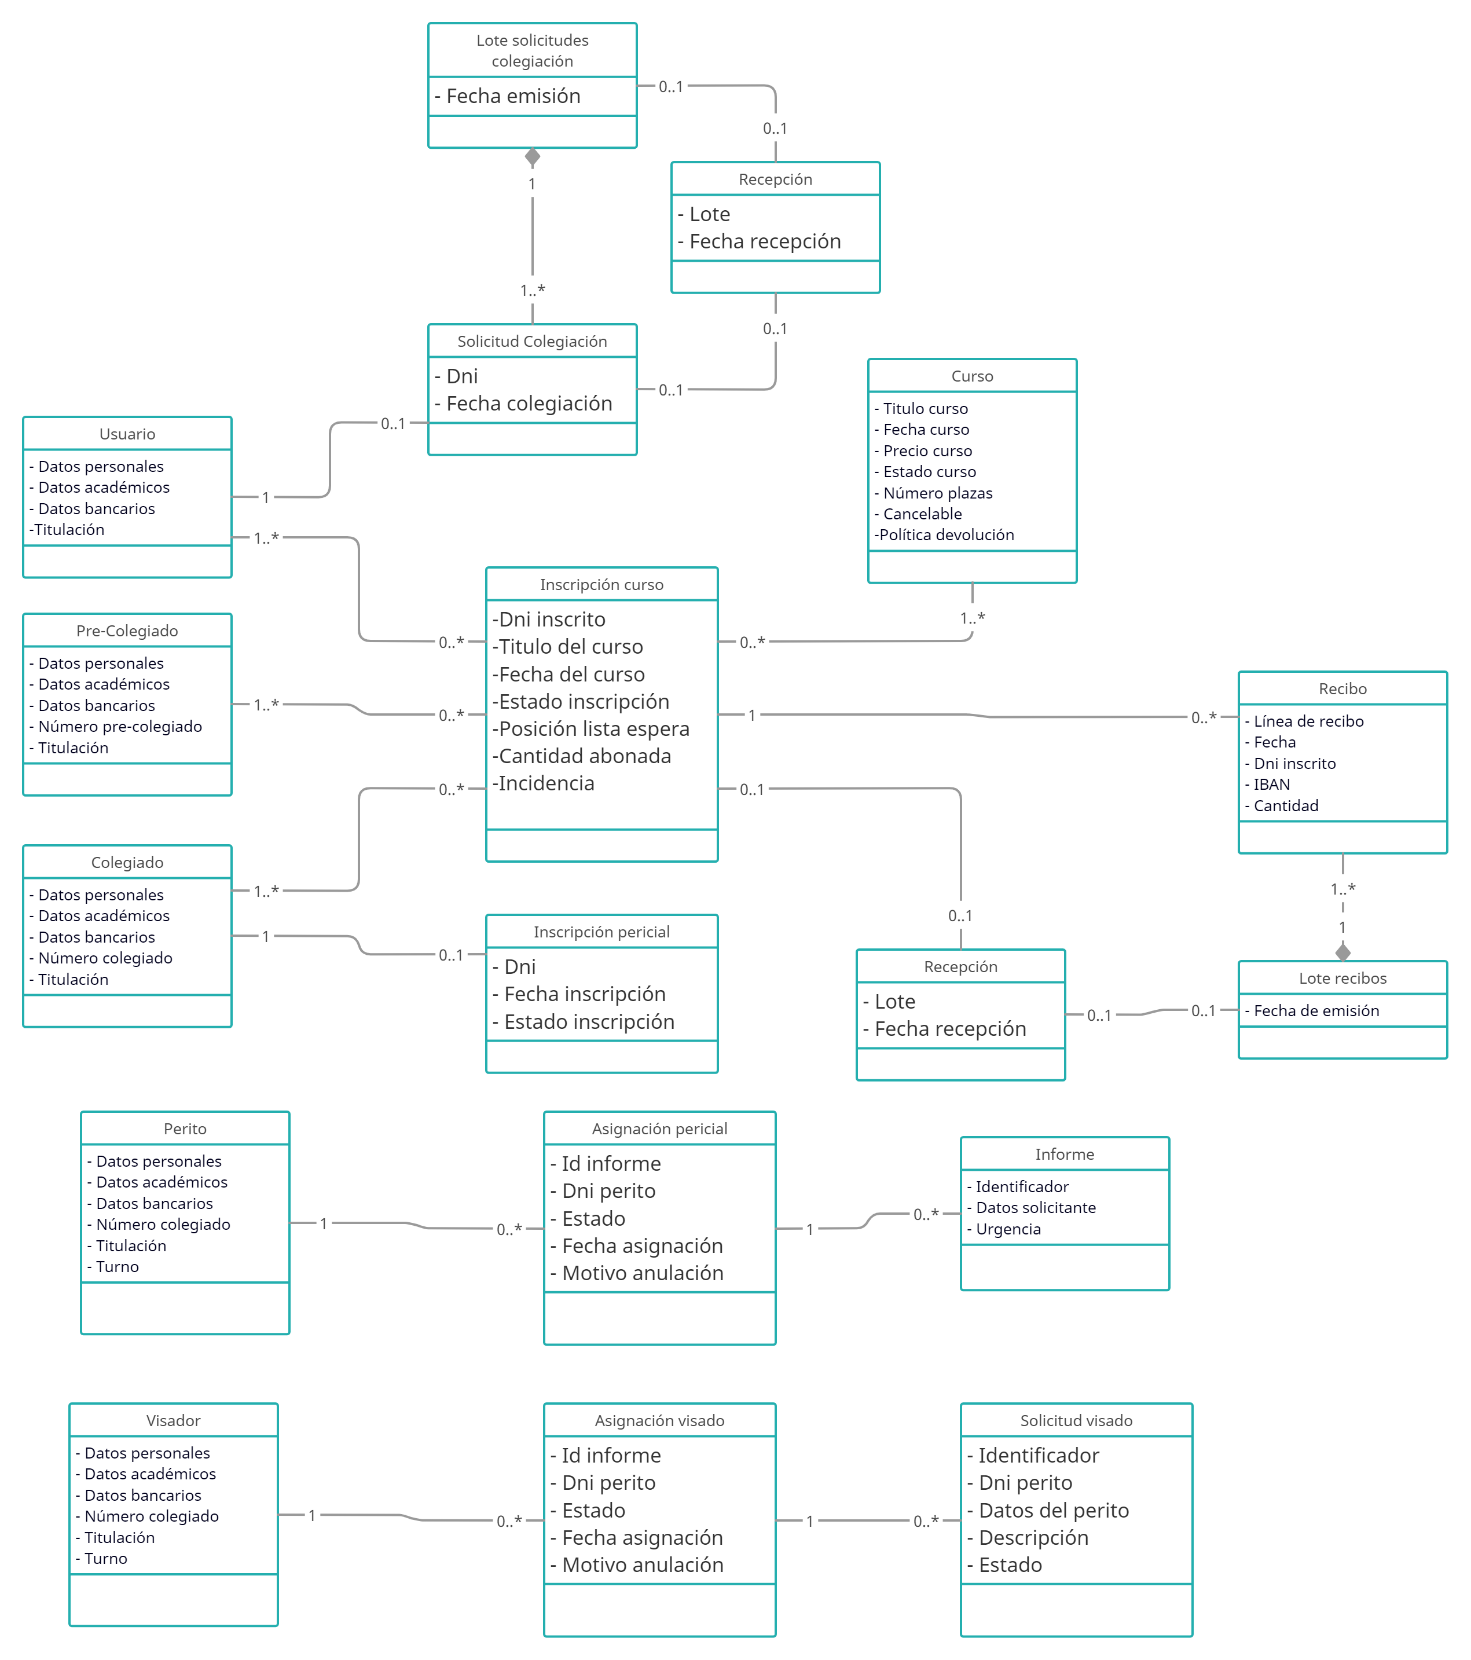 Lote solicitudes
colegiación
- Fecha emisión
0..1
0..1
1
1..*
Recepción
- Lote
- Fecha recepción
0..1
0..1
Solicitud Colegiación
- Dni
- Fecha colegiación
0..1
Usuario
- Datos personales
- Datos académicos
- Datos bancarios
-Titulación
1
1..*
Curso
- Titulo curso
- Fecha curso
- Precio curso
- Estado curso
- Número plazas
- Cancelable
-Política devolución
1..*
Inscripción curso
-Dni inscrito
-Titulo del curso
-Fecha del curso
-Estado inscripción
-Posición lista espera
-Cantidad abonada
-Incidencia
0..*
0..*
0..*
1
0..*
0..*
0..1
Pre-Colegiado
- Datos personales
- Datos académicos
- Datos bancarios
- Número pre-colegiado
- Titulación
1..*
Recibo
- Línea de recibo
- Fecha
- Dni inscrito
- IBAN
- Cantidad
1..*
1
Colegiado
- Datos personales
- Datos académicos
- Datos bancarios
- Número colegiado
- Titulación
1..*
1
0..1
Inscripción pericial
- Dni
- Fecha inscripción
- Estado inscripción
0..1
Recepción
- Lote
- Fecha recepción
0..1
0..1
Lote recibos
- Fecha de emisión
Perito
- Datos personales
- Datos académicos
- Datos bancarios
- Número colegiado
- Titulación
- Turno
1
0..*
Asignación pericial
- Id informe
- Dni perito
- Estado
- Fecha asignación
- Motivo anulación
1
0..*
Informe
- Identificador
- Datos solicitante
- Urgencia
Visador
- Datos personales
- Datos académicos
- Datos bancarios
- Número colegiado
- Titulación
- Turno
1
0..*
Asignación visado
- Id informe
- Dni perito
- Estado
- Fecha asignación
- Motivo anulación
1
0..*
Solicitud visado
- Identificador
- Dni perito
- Datos del perito
- Descripción
- Estado